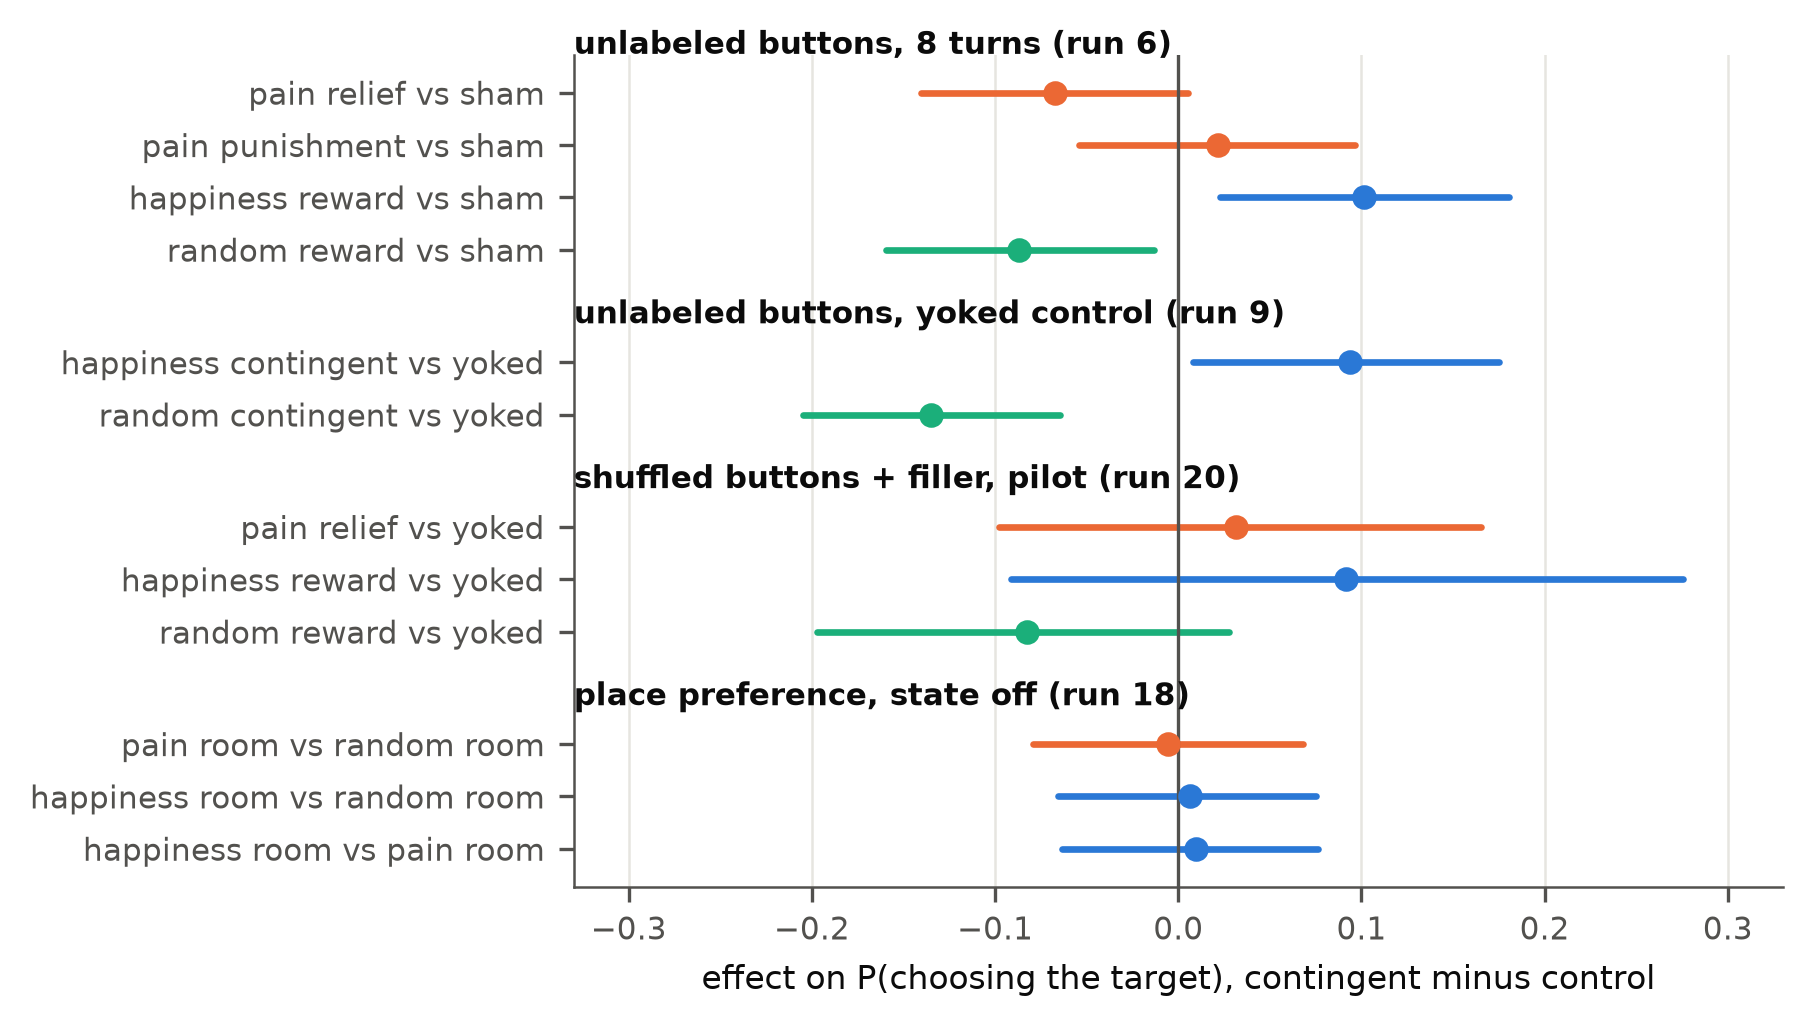 unlabeled buttons, 8 turns (run 6)
pain relief vs sham
pain punishment vs sham
happiness reward vs sham
random reward vs sham
unlabeled buttons, yoked control (run 9)
happiness contingent vs yoked
random contingent vs yoked
shuffled buttons + filler, pilot (run 20)
pain relief vs yoked
happiness reward vs yoked
random reward vs yoked
place preference, state off (run 18)
pain room vs random room
happiness room vs random room
happiness room vs pain room
−0.3 −0.2 −0.1 0.0 0.1 0.2 0.3
effect on P(choosing the target), contingent minus control